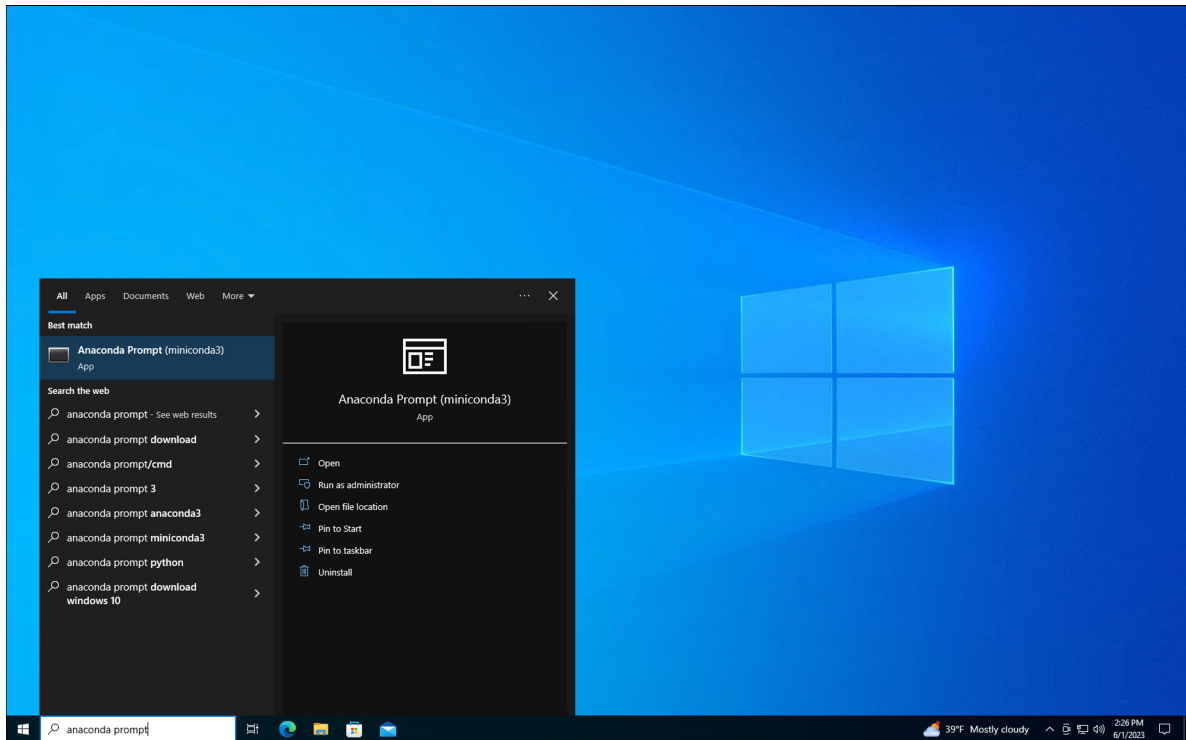 All Apps Documents Web More
Best match
Anaconda Prompt (miniconda3)
App
Search the web
anaconda prompt - See web results
anaconda prompt download
anaconda prompt/cmd
anaconda prompt 3
anaconda prompt anaconda3
anaconda prompt miniconda3
anaconda prompt python
anaconda prompt download
windows 10
Anaconda Prompt (miniconda3)
App
Open
Run as administrator
Open file location
Pin to Start
Pin to taskbar
Uninstall
anaconda prompt
39°F Mostly cloudy
2:26 PM
6/1/2023